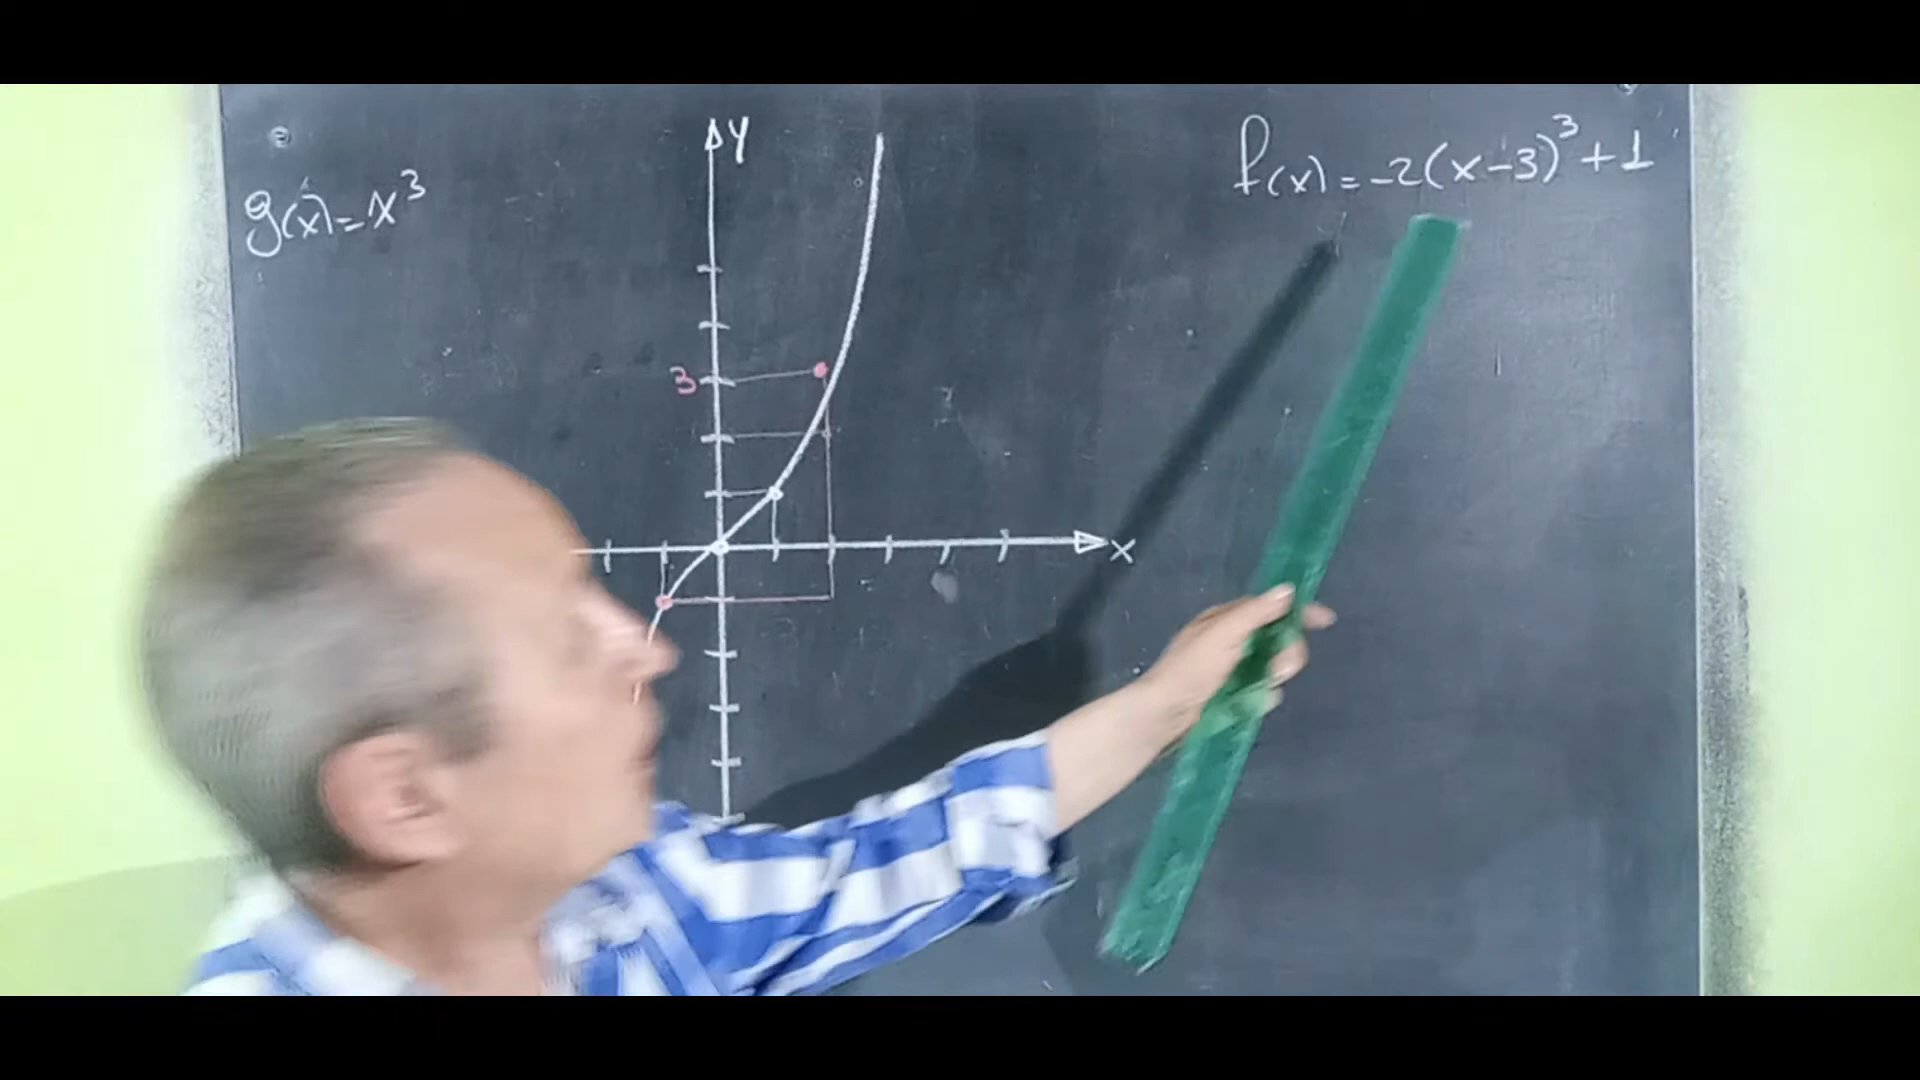 Y
f(x) = -2(x-3)³+1
g(x) = x³
3
x